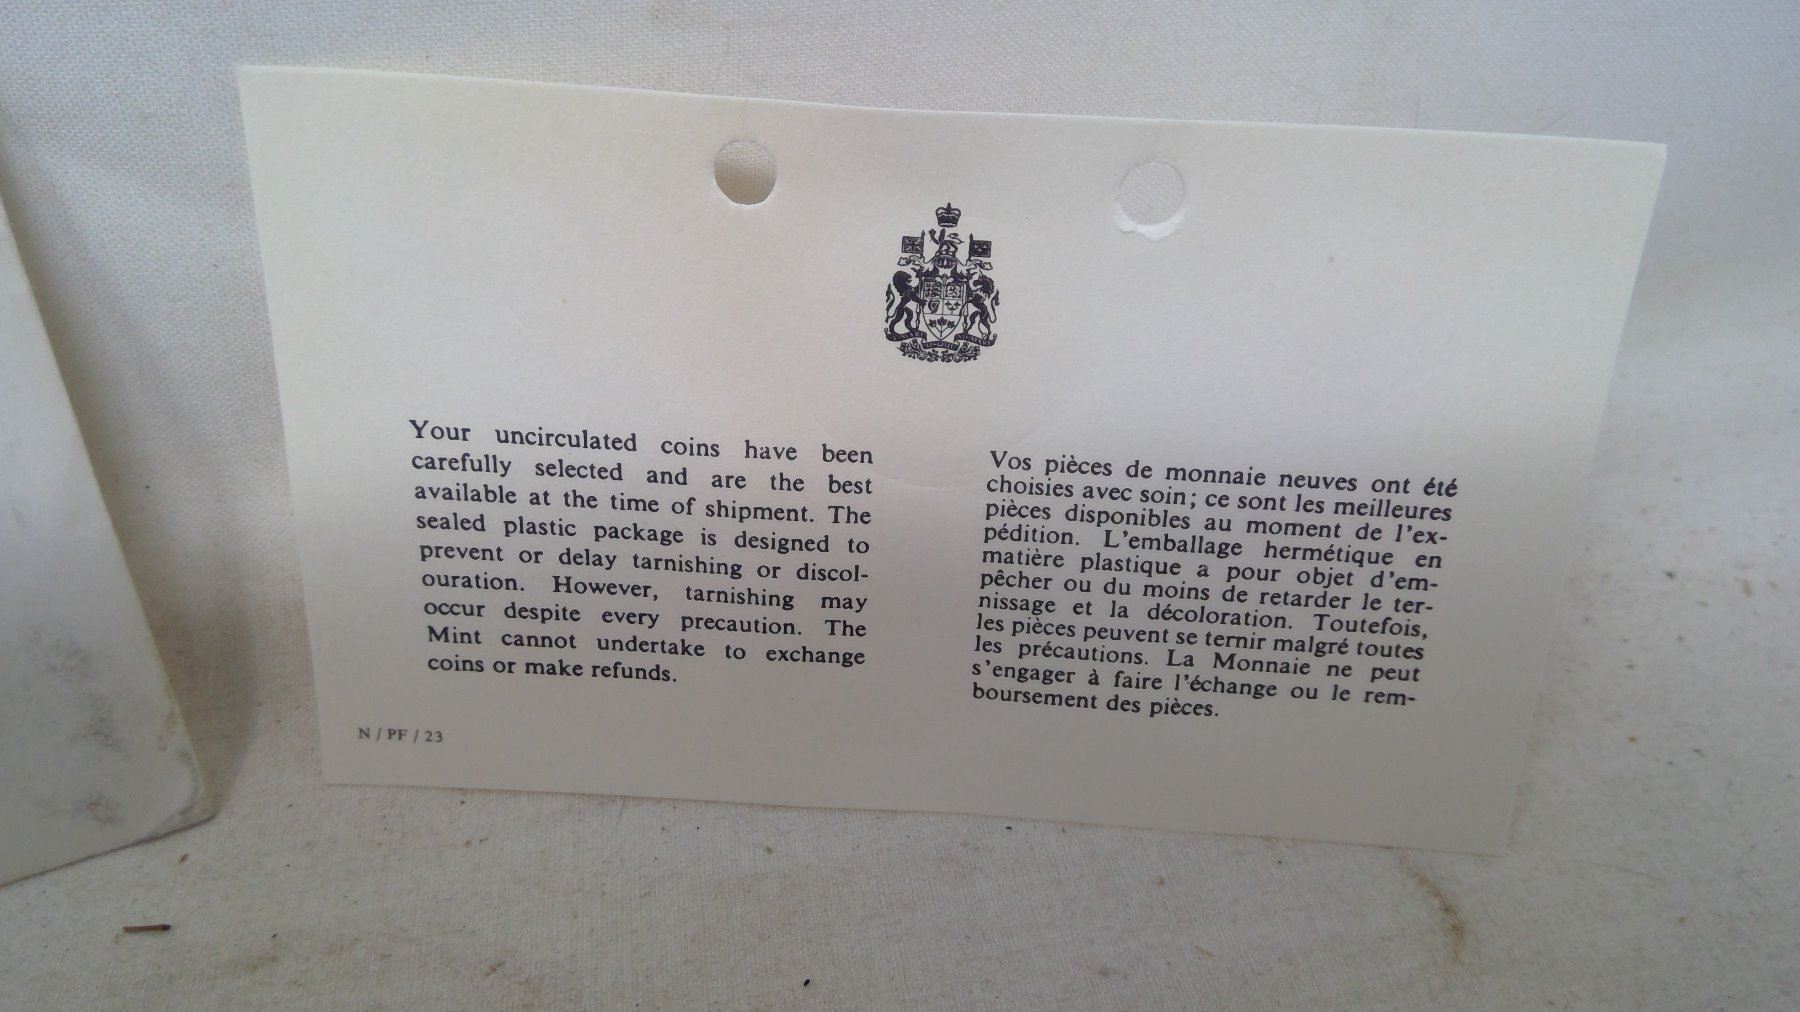 Your uncirculated coins have been
carefully selected and are the best
available at the time of shipment. The
sealed plastic package is designed to
prevent or delay tarnishing or discol-
ouration. However, tarnishing may
occur despite every precaution. The
Mint cannot undertake to exchange
coins or make refunds.
Vos pièces de monnaie neuves ont été
choisies avec soin; ce sont les meilleures
pièces disponibles au moment de l'ex-
pédition. L'emballage hermétique en
matière plastique a pour objet d'em-
pêcher ou du moins de retarder le ter-
nissage et la décoloration. Toutefois,
les pièces peuvent se ternir malgré toutes
les précautions. La Monnaie ne peut
s'engager à faire l'échange ou le rem-
boursement des pièces.
N / PF / 23